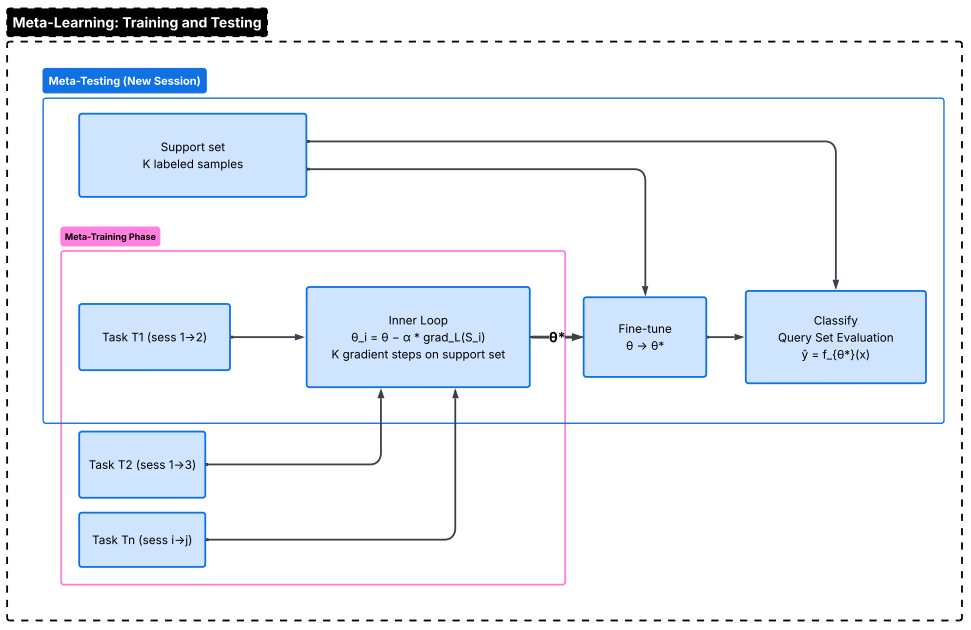 Meta-Learning: Training and Testing
Meta-Testing (New Session)
Support set
K labeled samples
Meta-Training Phase
Task T1 (sess 1→2)
Inner Loop
θ_i = θ − α * grad_L(S_i)
K gradient steps on support set
θ*
Fine-tune
θ → θ*
Classify
Query Set Evaluation
ŷ = f_{θ*}(x)
Task T2 (sess 1→3)
Task Tn (sess i→j)